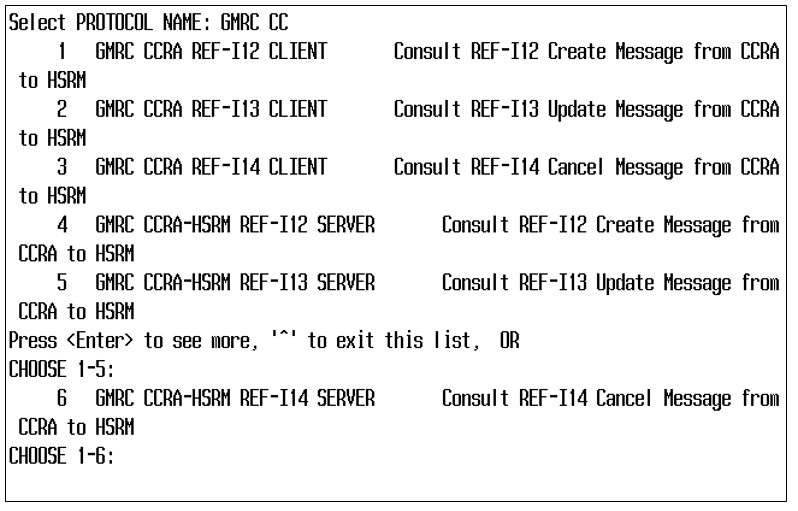 Select PROTOCOL NAME: GMRC CC
1 GMRC CCRA REF-I12 CLIENT Consult REF-I12 Create Message from CCRA
to HSRM
2 GMRC CCRA REF-I13 CLIENT Consult REF-I13 Update Message from CCRA
to HSRM
3 GMRC CCRA REF-I14 CLIENT Consult REF-I14 Cancel Message from CCRA
to HSRM
4 GMRC CCRA-HSRM REF-I12 SERVER Consult REF-I12 Create Message from
CCRA to HSRM
5 GMRC CCRA-HSRM REF-I13 SERVER Consult REF-I13 Update Message from
CCRA to HSRM
Press <Enter> to see more, '^' to exit this list, OR
CHOOSE 1-5:
6 GMRC CCRA-HSRM REF-I14 SERVER Consult REF-I14 Cancel Message from
CCRA to HSRM
CHOOSE 1-6: